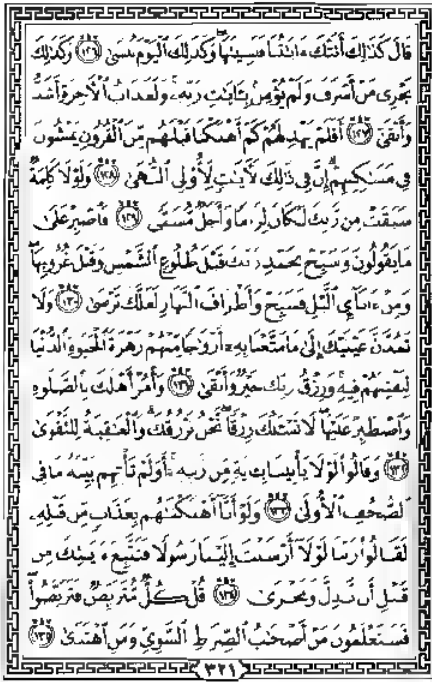 قَالَ كَذَٰلِكَ أَتَتْكَ ءَايَٰتُنَا فَنَسِيتَهَا وَكَذَٰلِكَ ٱلْيَوْمَ تُنسَىٰ ١٢٦ وَكَذَٰلِكَ
نَجْزِى مَنْ أَسْرَفَ وَلَمْ يُؤْمِنۢ بِـَٔايَٰتِ رَبِّهِۦ وَلَعَذَابُ ٱلْأَخِرَةِ أَشَدُّ
وَأَبْقَىٰٓ ١٢٧ أَفَلَمْ يَهْدِ لَهُمْ كَمْ أَهْلَكْنَا قَبْلَهُم مِّنَ ٱلْقُرُونِ يَمْشُونَ
فِى مَسَٰكِنِهِمْ إِنَّ فِى ذَٰلِكَ لَأَيَٰتٍ لِّأُو۟لِى ٱلنُّهَىٰ ١٢٨ وَلَوْلَا كَلِمَةٌ
سَبَقَتْ مِن رَّبِّكَ لَكَانَ لِزَامًا وَأَجَلٌ مُّسَمًّى ١٢٩ فَٱصْبِرْ عَلَىٰ
مَا يَقُولُونَ وَسَبِّحْ بِحَمْدِ رَبِّكَ قَبْلَ طُلُوعِ ٱلشَّمْسِ وَقَبْلَ غُرُوبِهَا
وَمِنْ ءَانَآئِ ٱلَّيْلِ فَسَبِّحْ وَأَطْرَافَ ٱلنَّهَارِ لَعَلَّكَ تَرْضَىٰ ١٣٠ وَلَا
تَمُدَّنَّ عَيْنَيْكَ إِلَىٰ مَا مَتَّعْنَا بِهِۦٓ أَزْوَٰجًا مِّنْهُمْ زَهْرَةَ ٱلْحَيَوٰةِ ٱلدُّنْيَا
لِنَفْتِنَهُمْ فِيهِ وَرِزْقُ رَبِّكَ خَيْرٌ وَأَبْقَىٰ ١٣١ وَأْمُرْ أَهْلَكَ بِٱلصَّلَوٰةِ
وَٱصْطَبِرْ عَلَيْهَا لَا نَسْـَٔلُكَ رِزْقًا نَّحْنُ نَرْزُقُكَ وَٱلْعَٰقِبَةُ لِلتَّقْوَىٰ
١٣٢ وَقَالُوا۟ لَوْلَا يَأْتِينَا بِـَٔايَةٍ مِّن رَّبِّهِۦٓ أَوَلَمْ تَأْتِهِم بَيِّنَةُ مَا فِى
ٱلصُّحُفِ ٱلْأُولَىٰ ١٣٣ وَلَوْ أَنَّآ أَهْلَكْنَٰهُم بِعَذَابٍ مِّن قَبْلِهِۦ
لَقَالُوا۟ رَبَّنَا لَوْلَآ أَرْسَلْتَ إِلَيْنَا رَسُولًا فَنَتَّبِعَ ءَايَٰتِكَ مِن
قَبْلِ أَن نَّذِلَّ وَنَخْزَىٰ ١٣٤ قُلْ كُلٌّ مُّتَرَبِّصٌ فَتَرَبَّصُوا۟
فَسَتَعْلَمُونَ مَنْ أَصْحَٰبُ ٱلصِّرَٰطِ ٱلسَّوِىِّ وَمَنِ ٱهْتَدَىٰ ١٣٥
٣٢١